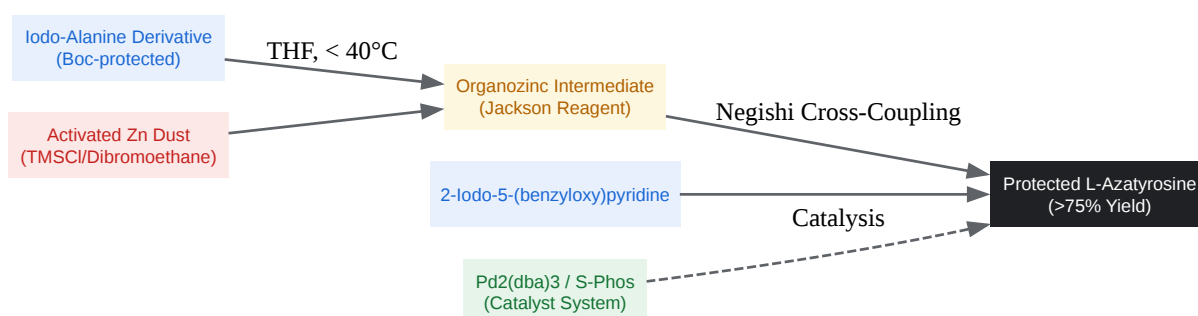 Iodo-Alanine Derivative
(Boc-protected)
THF, < 40°C
Activated Zn Dust
(TMSCl/Dibromoethane)
Organozinc Intermediate
(Jackson Reagent)
Negishi Cross-Coupling
2-Iodo-5-(benzyloxy)pyridine
Catalysis
Pd2(dba)3 / S-Phos
(Catalyst System)
Protected L-Azatyrosine
(>75% Yield)